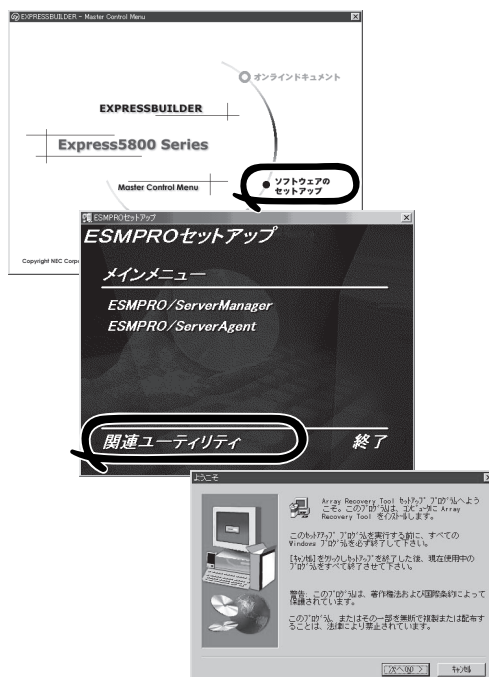 EXPRESSBUILDER - Master Control Menu
オンラインドキュメント
EXPRESSBUILDER
Express5800 Series
ソフトウェアの
セットアップ
Master Control Menu
Copyright NEC Corp
ESMPROセットアップ
ESMPROセットアップ
メインメニュー
ESMPRO/ServerManager
ESMPRO/ServerAgent
関連ユーティリティ
終了
ようこそ
Array Recovery Tool ｾｯﾄｱｯﾌﾟ ﾌﾟﾛｸﾞﾗﾑへよう
こそ。このﾌﾟﾛｸﾞﾗﾑは、ｺﾝﾋﾟｭｰﾀに Array
Recovery Tool をｲﾝｽﾄｰﾙします。
このｾｯﾄｱｯﾌﾟ ﾌﾟﾛｸﾞﾗﾑを実行する前に、すべての
Windows ﾌﾟﾛｸﾞﾗﾑを必ず終了して下さい。
[ｷｬﾝｾﾙ]をｸﾘｯｸしｾｯﾄｱｯﾌﾟを終了した後、現在使用中の
ﾌﾟﾛｸﾞﾗﾑをすべて終了させて下さい。
警告: このﾌﾟﾛｸﾞﾗﾑは、著作権法および国際条約によって
保護されています。
このﾌﾟﾛｸﾞﾗﾑ、またはその一部を無断で複製または配布す
ることは、法律により禁止されています。
次へ(N) >
ｷｬﾝｾﾙ